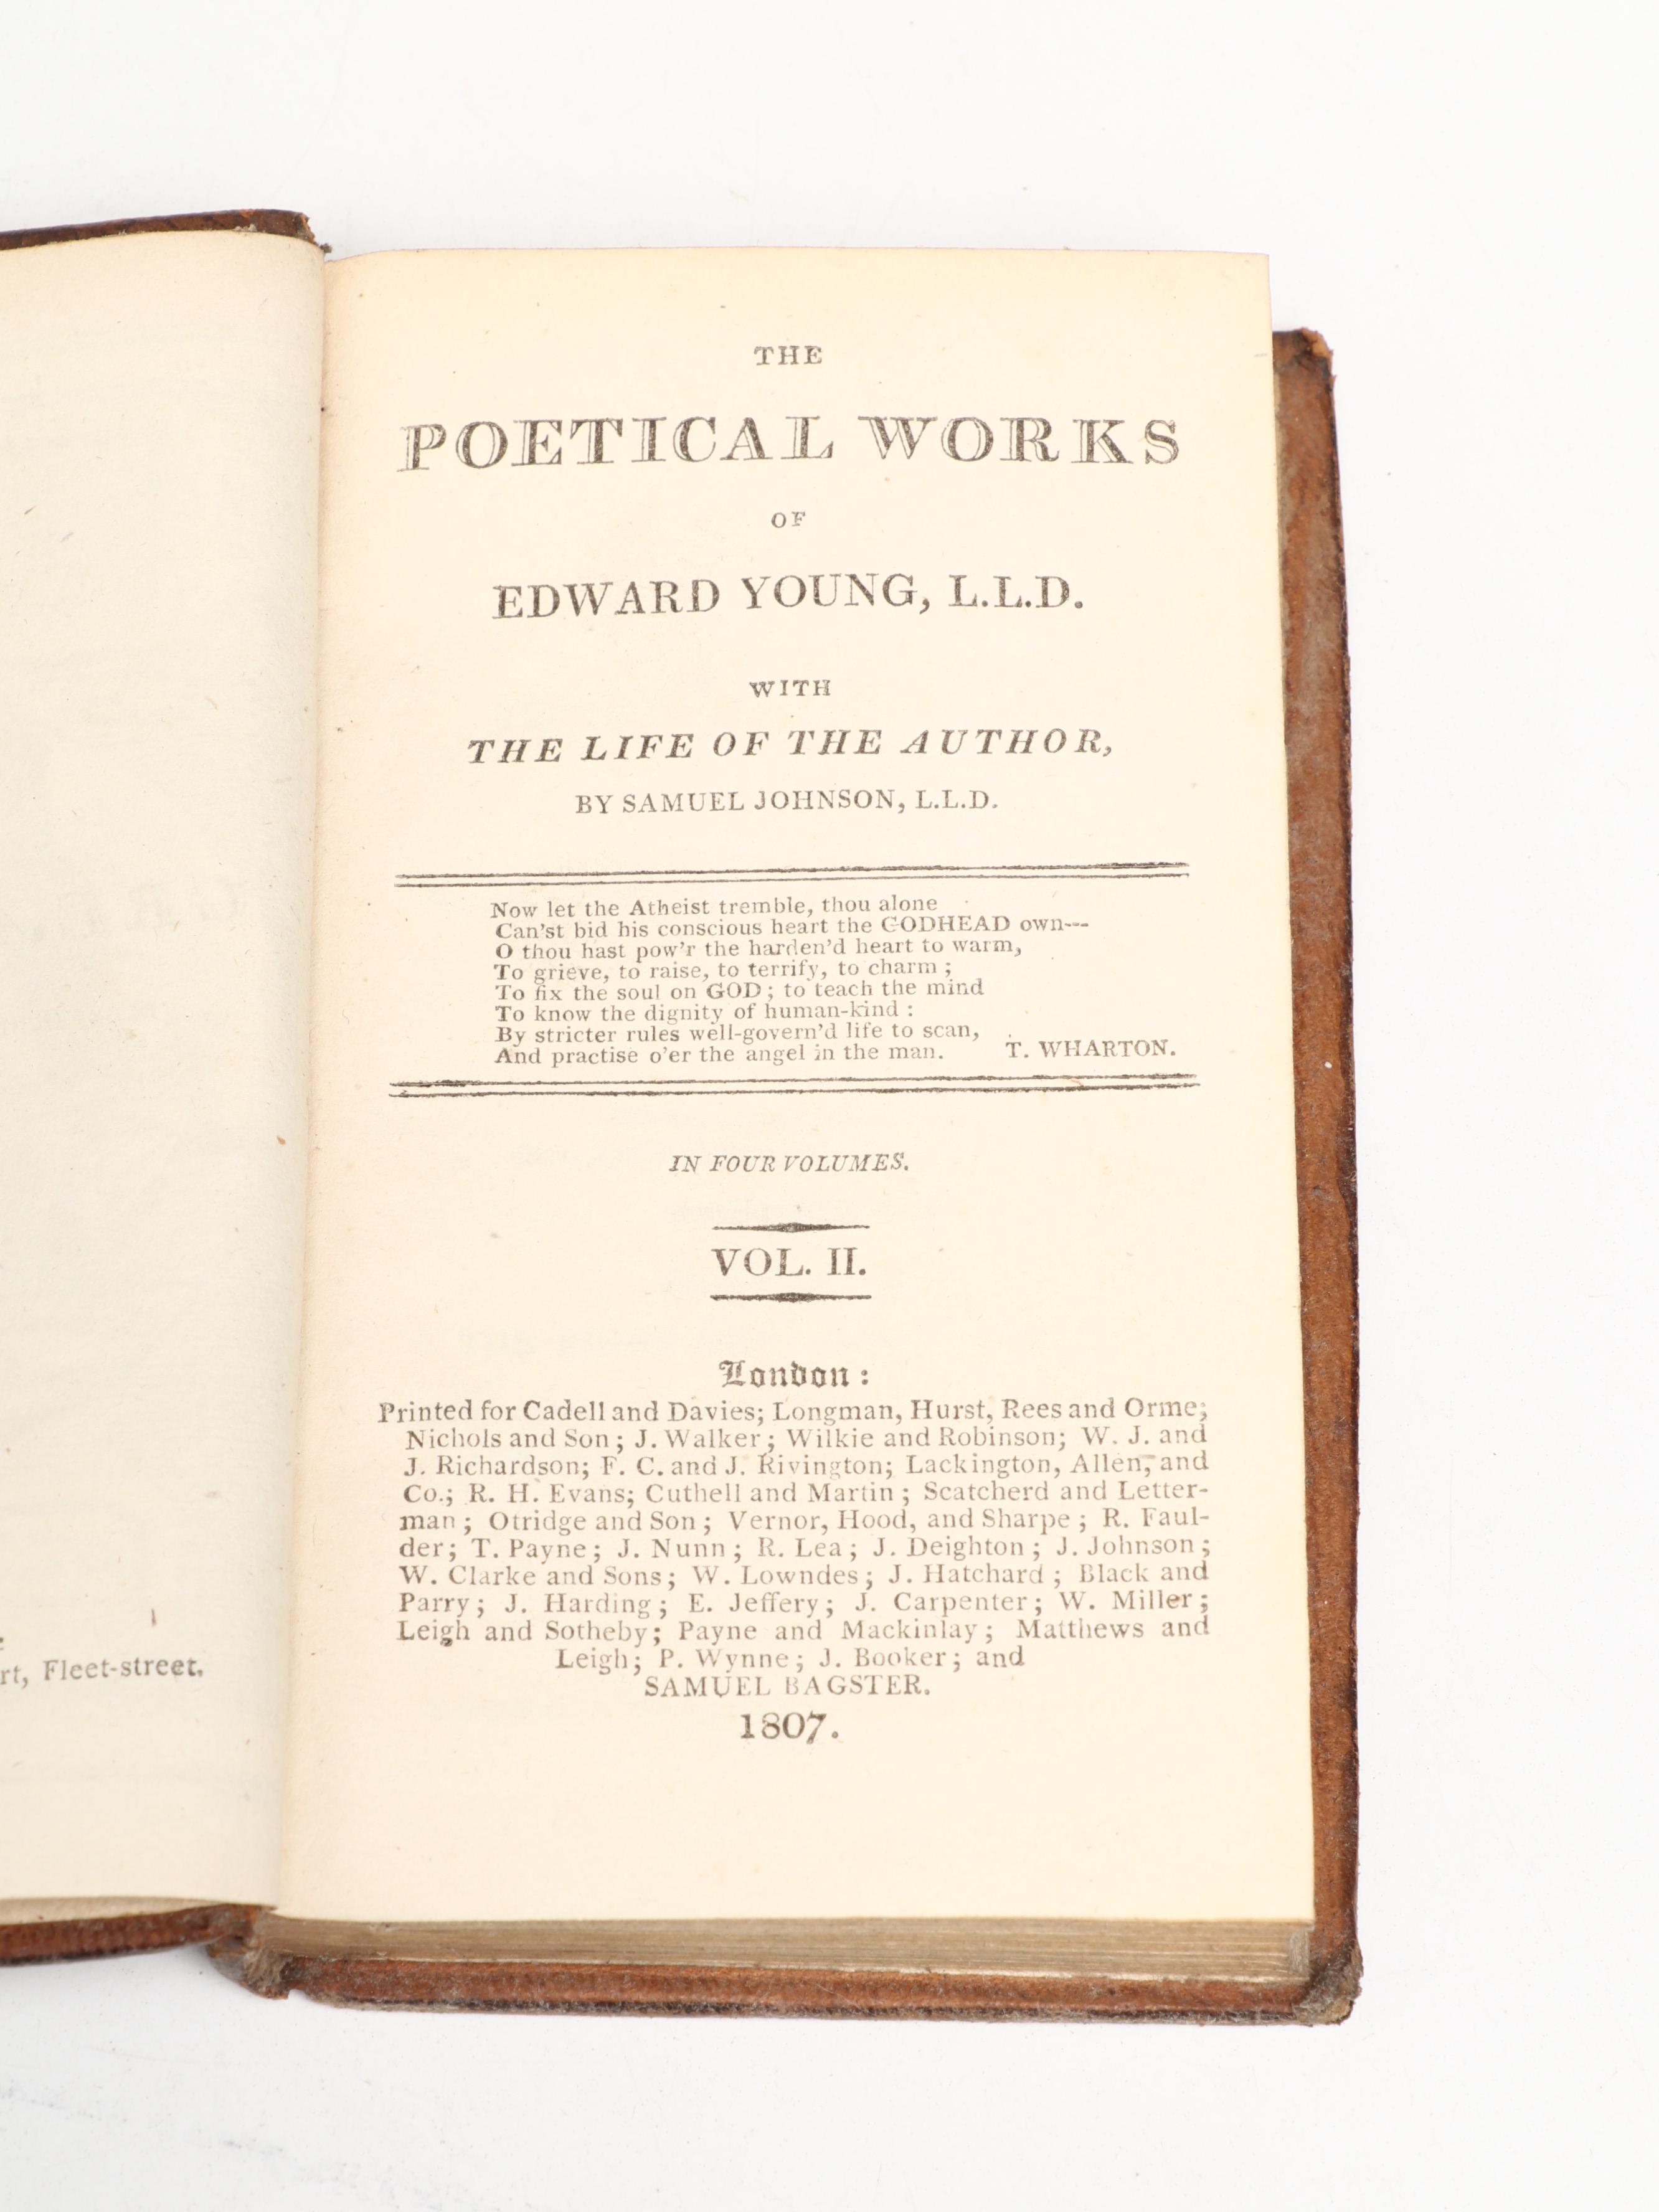 THE
POETICAL WORKS
OF
EDWARD YOUNG, L.L.D.
WITH
THE LIFE OF THE AUTHOR,
BY SAMUEL JOHNSON, L.L.D.
Now let the Atheist tremble, thou alone
Can'st bid his conscious heart the GODHEAD own---
O thou hast pow'r the harden'd heart to warm,
To grieve, to raise, to terrify, to charm ;
To fix the soul on GOD ; to teach the mind
To know the dignity of human-kind :
By stricter rules well-govern'd life to scan,
And practise o'er the angel in the man. T. WHARTON.
IN FOUR VOLUMES.
VOL. II.
London :
Printed for Cadell and Davies; Longman, Hurst, Rees and Orme;
Nichols and Son ; J. Walker ; Wilkie and Robinson; W. J. and
J. Richardson; F. C. and J. Rivington; Lackington, Allen, and
Co.; R. H. Evans; Cuthell and Martin ; Scatcherd and Letter-
man ; Otridge and Son ; Vernor, Hood, and Sharpe ; R. Faul-
der; T. Payne ; J. Nunn ; R. Lea ; J. Deighton ; J. Johnson ;
W. Clarke and Sons ; W. Lowndes ; J. Hatchard ; Black and
Parry ; J. Harding ; E. Jeffery ; J. Carpenter ; W. Miller ;
Leigh and Sotheby; Payne and Mackinlay ; Matthews and
Leigh; P. Wynne ; J. Booker ; and
SAMUEL BAGSTER.
1807.
rt, Fleet-street.